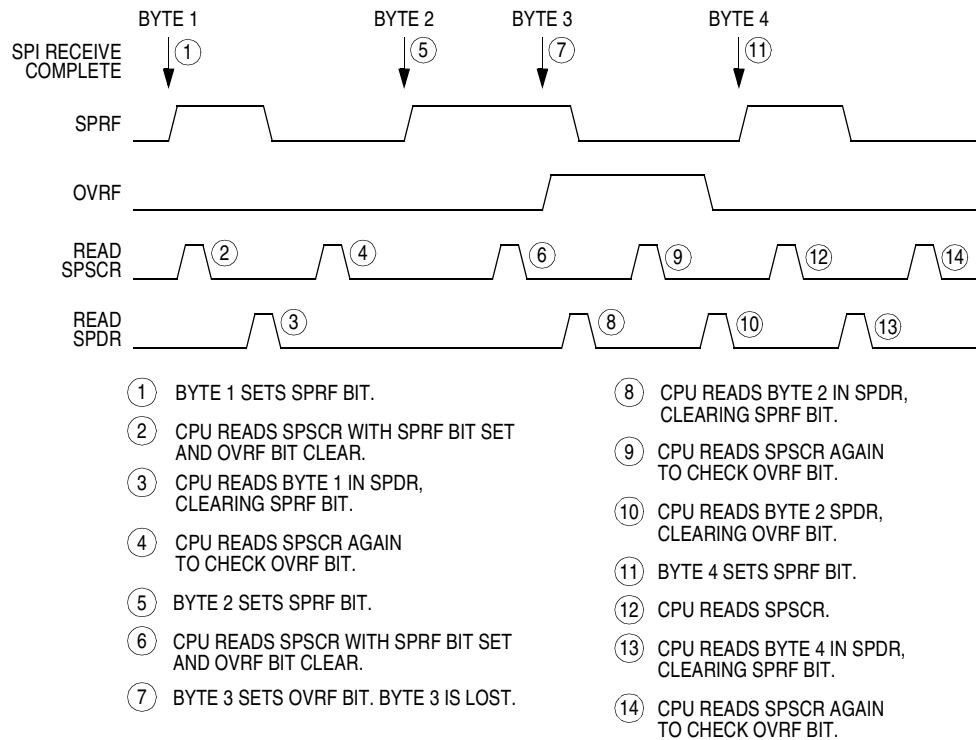 BYTE 1 BYTE 2 BYTE 3 BYTE 4
SPI RECEIVE
COMPLETE
1 5 7 11
SPRF
OVRF
READ
SPSCR
2 4 6 9 12 14
READ
SPDR
3 8 10 13
1 BYTE 1 SETS SPRF BIT.
2 CPU READS SPSCR WITH SPRF BIT SET
AND OVRF BIT CLEAR.
3 CPU READS BYTE 1 IN SPDR,
CLEARING SPRF BIT.
4 CPU READS SPSCR AGAIN
TO CHECK OVRF BIT.
5 BYTE 2 SETS SPRF BIT.
6 CPU READS SPSCR WITH SPRF BIT SET
AND OVRF BIT CLEAR.
7 BYTE 3 SETS OVRF BIT. BYTE 3 IS LOST.
8 CPU READS BYTE 2 IN SPDR,
CLEARING SPRF BIT.
9 CPU READS SPSCR AGAIN
TO CHECK OVRF BIT.
10 CPU READS BYTE 2 SPDR,
CLEARING OVRF BIT.
11 BYTE 4 SETS SPRF BIT.
12 CPU READS SPSCR.
13 CPU READS BYTE 4 IN SPDR,
CLEARING SPRF BIT.
14 CPU READS SPSCR AGAIN
TO CHECK OVRF BIT.